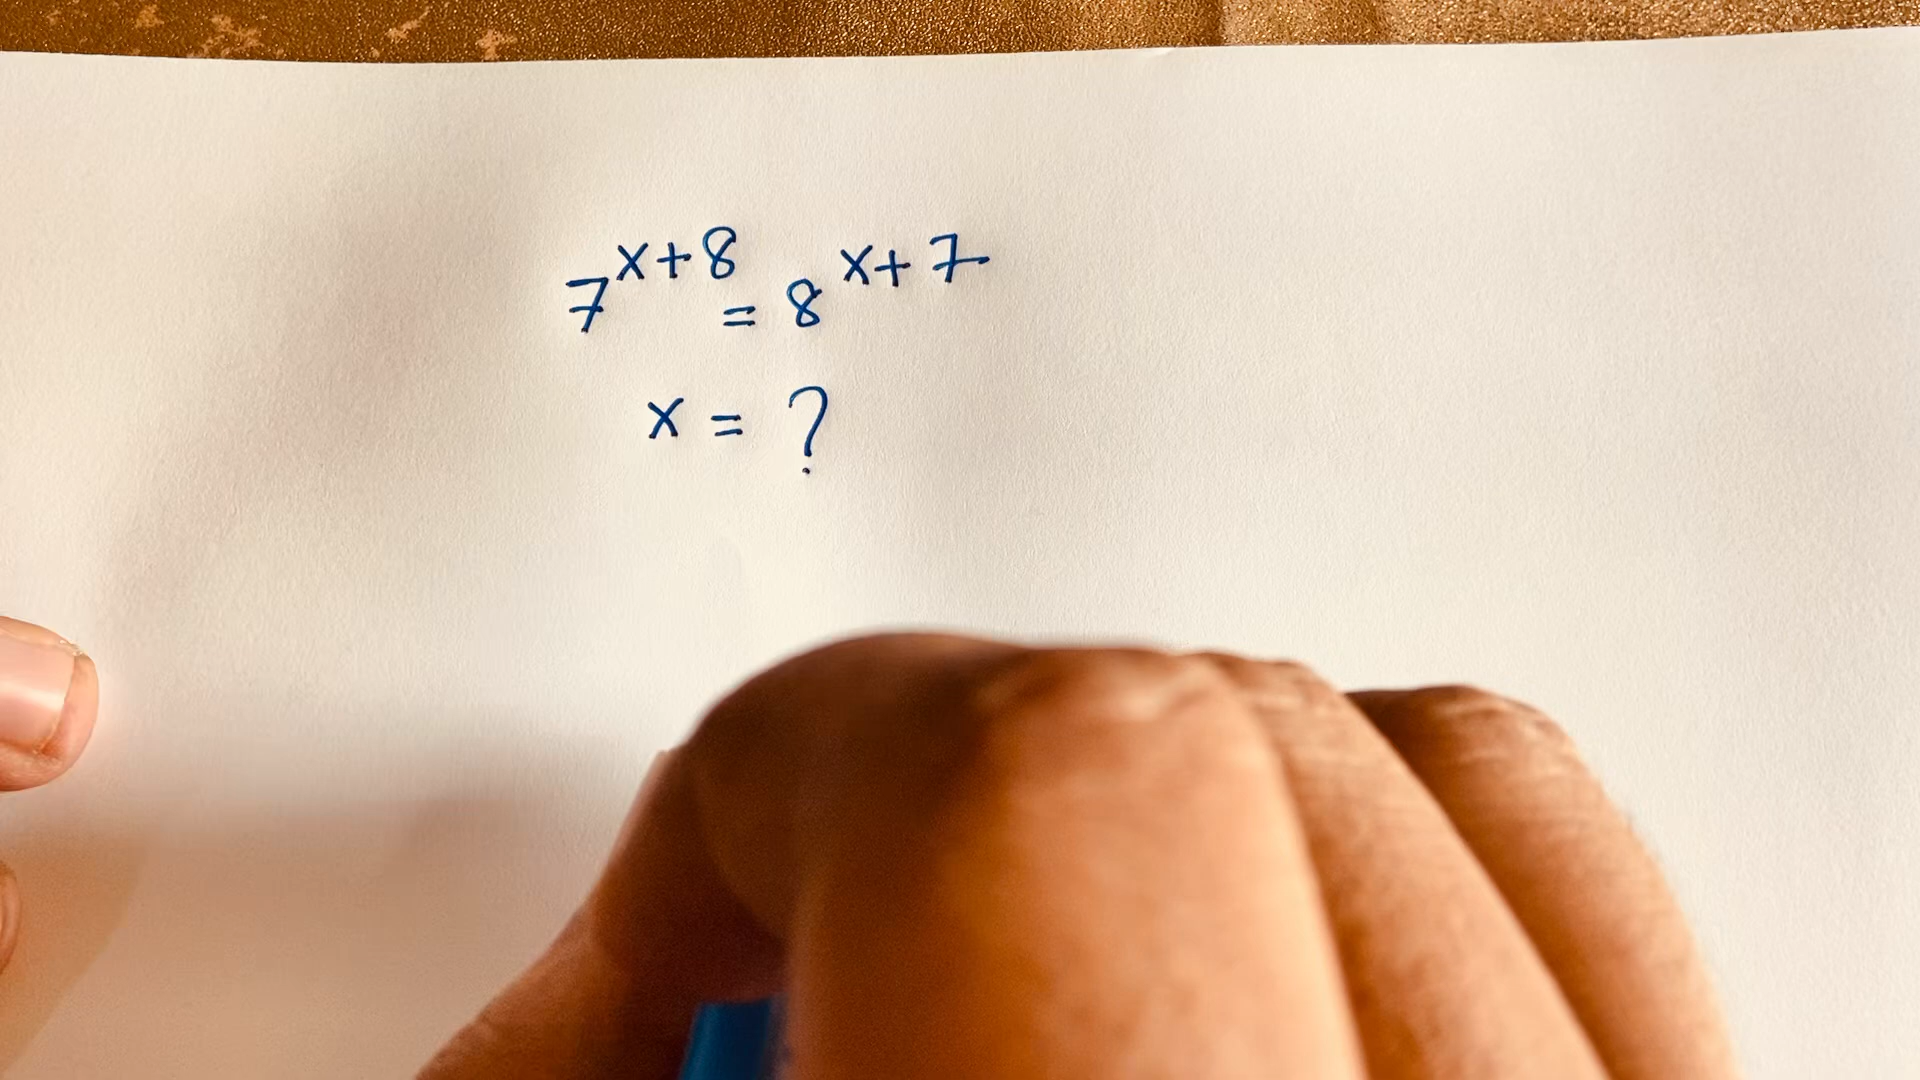 7^{x+8} = 8^{x+7}
x = ?